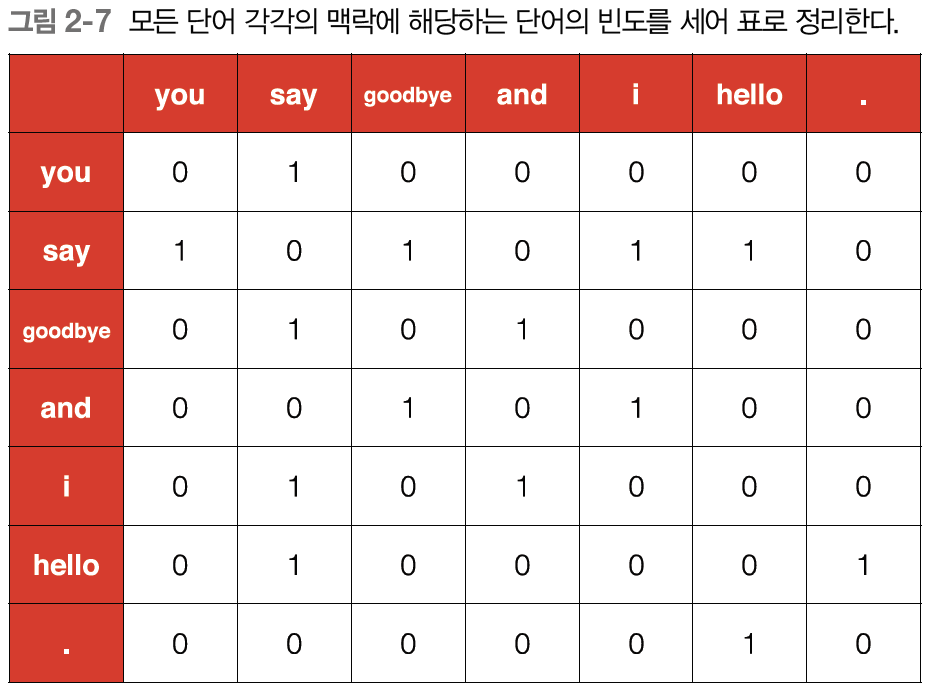 그림 2-7 모든 단어 각각의 맥락에 해당하는 단어의 빈도를 세어 표로 정리한다.
you say goodbye and i hello .
you 0 1 0 0 0 0 0
say 1 0 1 0 1 1 0
goodbye 0 1 0 1 0 0 0
and 0 0 1 0 1 0 0
i 0 1 0 1 0 0 0
hello 0 1 0 0 0 0 1
. 0 0 0 0 0 1 0